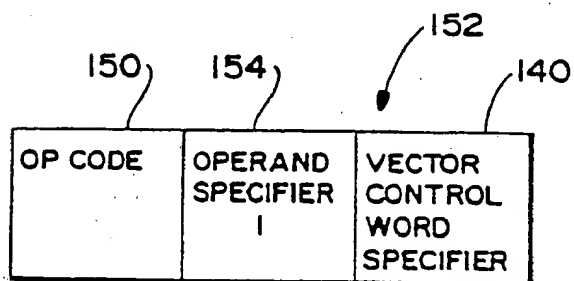 152
150 154 140
OP CODE OPERAND VECTOR
SPECIFIER CONTROL
1 WORD
SPECIFIER